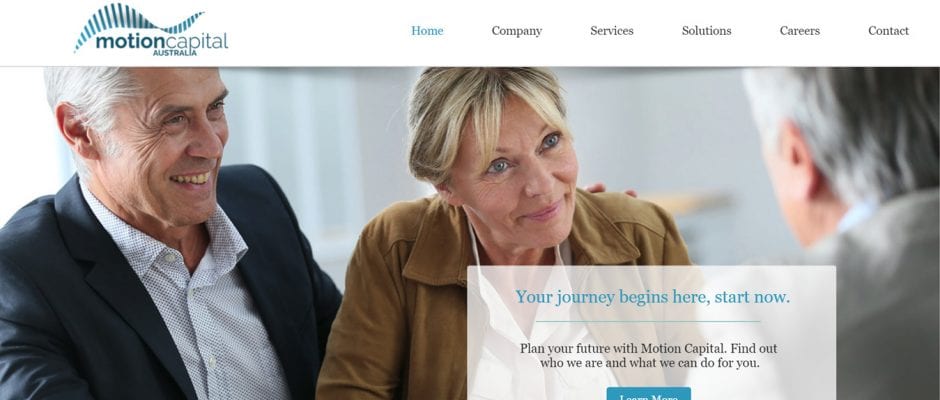 motioncapital
AUSTRALIA
Home Company Services Solutions Careers Contact
Your journey begins here, start now.
Plan your future with Motion Capital. Find out
who we are and what we can do for you.
Learn More